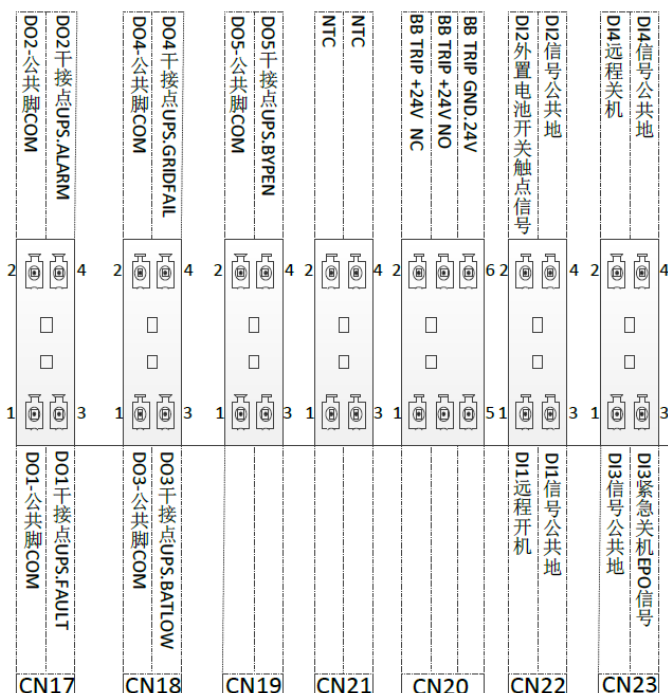 DO2-公共脚COM
DO2干接点UPS.ALARM
DO4-公共脚COM
DO4干接点UPS.GRIDFAIL
DO5-公共脚COM
DO5干接点UPS.BYPEN
NTC
NTC
BB TRIP +24V NC
BB TRIP +24V NO
BB TRIP GND.24V
DI2外置电池开关触点信号
DI2信号公共地
DI4远程关机
DI4信号公共地
2 4 2 4 2 4 2 4 2 6 2 4 2 4
1 3 1 3 1 3 1 3 1 5 1 3 1 3
DO1-公共脚COM
DO1干接点UPS.FAULT
DO3-公共脚COM
DO3干接点UPS.BATLOW
DI1远程开机
DI1信号公共地
DI3信号公共地
DI3紧急关机EPO信号
CN17 CN18 CN19 CN21 CN20 CN22 CN23